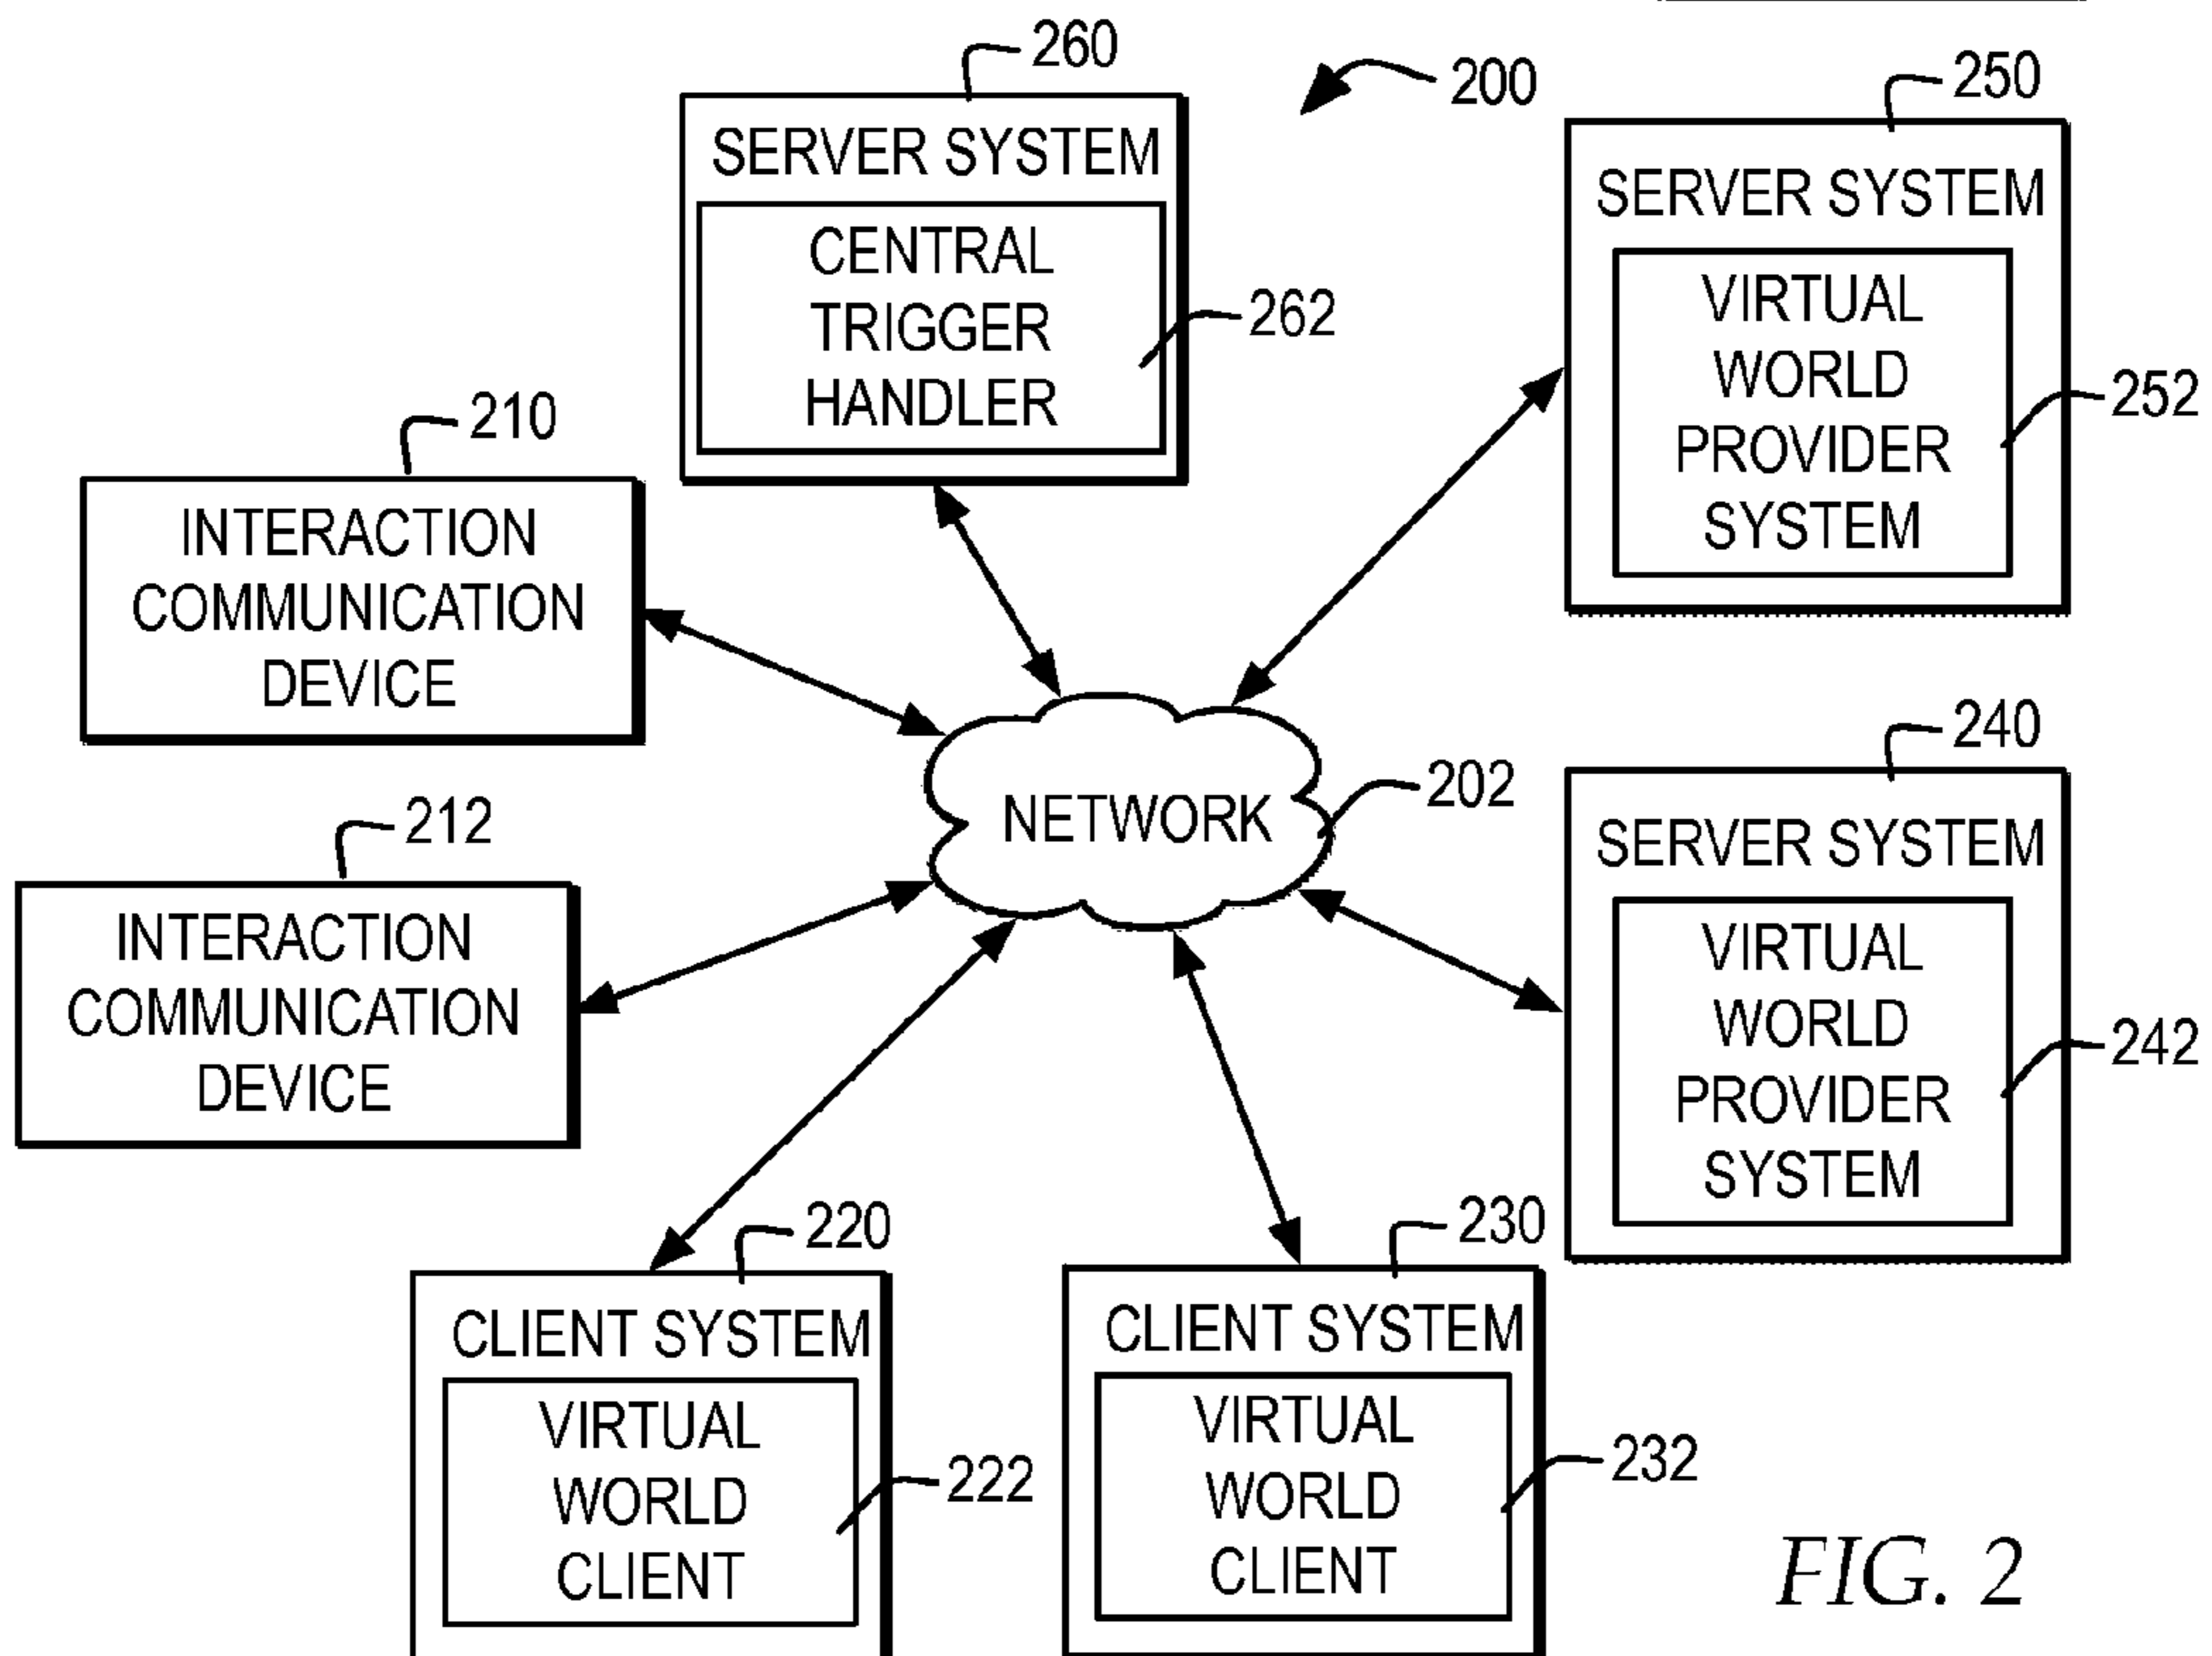 260
200
250
SERVER SYSTEM
CENTRAL
TRIGGER
HANDLER
262
SERVER SYSTEM
VIRTUAL
WORLD
PROVIDER
SYSTEM
252
210
INTERACTION
COMMUNICATION
DEVICE
NETWORK
202
240
SERVER SYSTEM
VIRTUAL
WORLD
PROVIDER
SYSTEM
242
212
INTERACTION
COMMUNICATION
DEVICE
220
CLIENT SYSTEM
VIRTUAL
WORLD
CLIENT
222
230
CLIENT SYSTEM
VIRTUAL
WORLD
CLIENT
232
FIG. 2